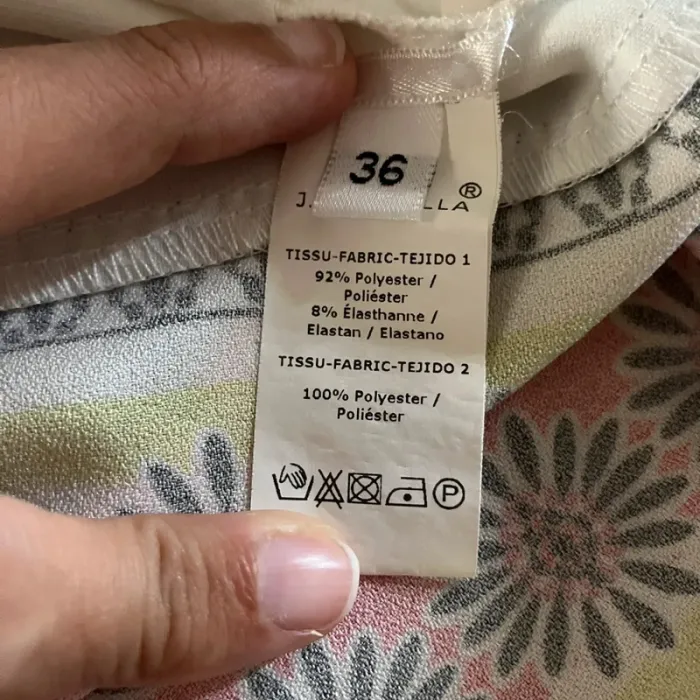 36
J. LLA®
TISSU-FABRIC-TEJIDO 1
92% Polyester /
Poliéster
8% Élasthanne /
Elastan / Elastano
TISSU-FABRIC-TEJIDO 2
100% Polyester /
Poliéster
P